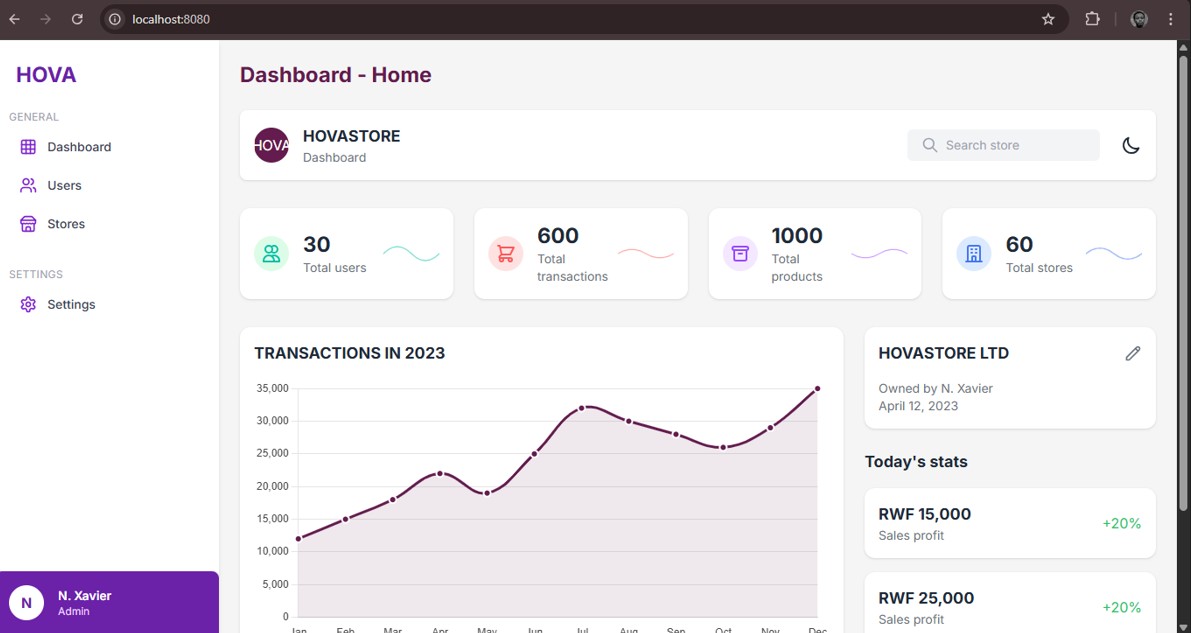 localhost:8080
HOVA
GENERAL
Dashboard
Users
Stores
SETTINGS
Settings
N
N. Xavier
Admin
Dashboard - Home
HOVA
HOVASTORE
Dashboard
Search store
30
Total users
600
Total
transactions
1000
Total
products
60
Total stores
TRANSACTIONS IN 2023
35,000
30,000
25,000
20,000
15,000
10,000
5,000
0
Jan Feb Mar Apr May Jun Jul Aug Sep Oct Nov Dec
HOVASTORE LTD
Owned by N. Xavier
April 12, 2023
Today's stats
RWF 15,000
Sales profit
+20%
RWF 25,000
Sales profit
+20%